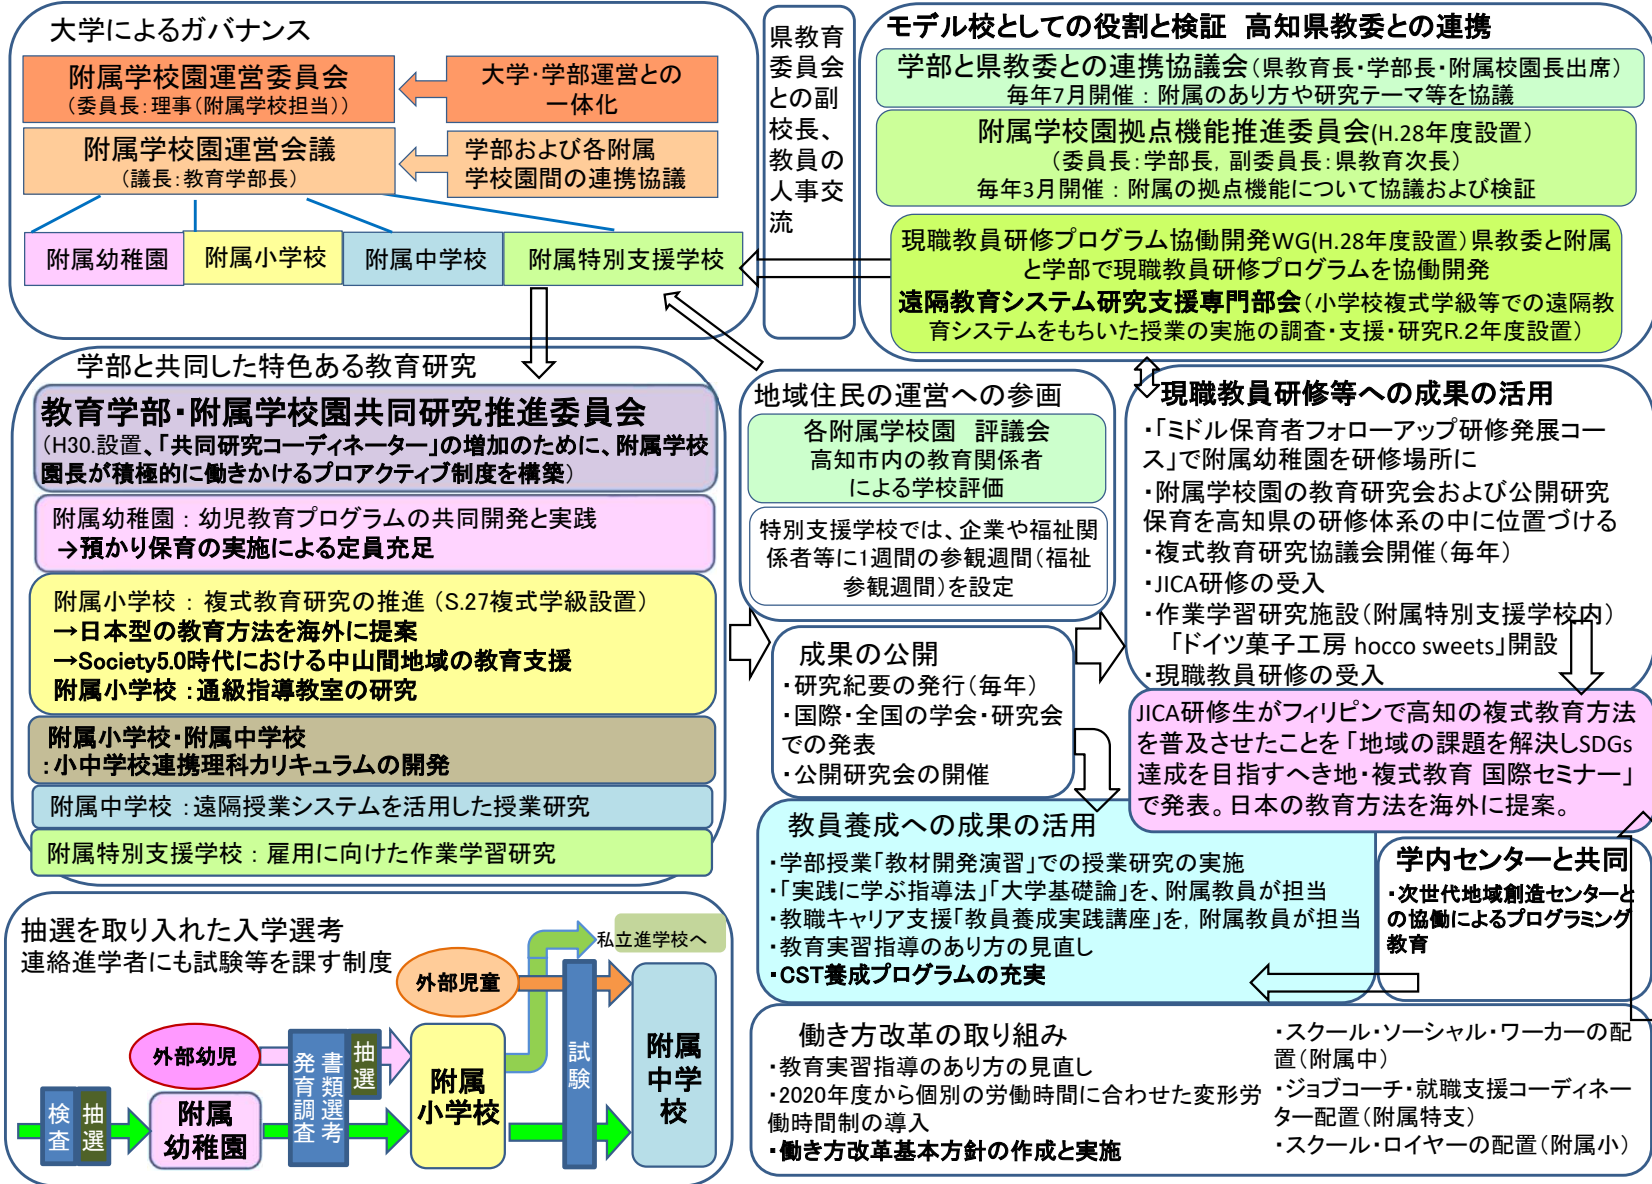 大学によるガバナンス
附属学校園運営委員会
（委員長：理事（附属学校担当））
大学・学部運営との
一体化
附属学校園運営会議
（議長：教育学部長）
学部および各附属
学校園間の連携協議
附属幼稚園
附属小学校
附属中学校
附属特別支援学校
県教育
委員会
との副
校長、
教員の
人事交
流
モデル校としての役割と検証 高知県教委との連携
学部と県教委との連携協議会（県教育長・学部長・附属校園長出席）
毎年7月開催：附属のあり方や研究テーマ等を協議
附属学校園拠点機能推進委員会(H.28年度設置）
（委員長：学部長，副委員長：県教育次長）
毎年3月開催：附属の拠点機能について協議および検証
現職教員研修プログラム協働開発WG(H.28年度設置）県教委と附属
と学部で現職教員研修プログラムを協働開発
遠隔教育システム研究支援専門部会（小学校複式学級等での遠隔教
育システムをもちいた授業の実施の調査・支援・研究R.2年度設置）
学部と共同した特色ある教育研究
教育学部・附属学校園共同研究推進委員会
（H30.設置、「共同研究コーディネーター」の増加のために、附属学校
園長が積極的に働きかけるプロアクティブ制度を構築）
附属幼稚園：幼児教育プログラムの共同開発と実践
→預かり保育の実施による定員充足
附属小学校：複式教育研究の推進（S.27複式学級設置）
→日本型の教育方法を海外に提案
→Society5.0時代における中山間地域の教育支援
附属小学校：通級指導教室の研究
附属小学校・附属中学校
：小中学校連携理科カリキュラムの開発
附属中学校：遠隔授業システムを活用した授業研究
附属特別支援学校：雇用に向けた作業学習研究
地域住民の運営への参画
各附属学校園 評議会
高知市内の教育関係者
による学校評価
特別支援学校では、企業や福祉関
係者等に1週間の参観週間（福祉
参観週間）を設定
成果の公開
・研究紀要の発行（毎年）
・国際・全国の学会・研究会
での発表
・公開研究会の開催
現職教員研修等への成果の活用
・「ミドル保育者フォローアップ研修発展コー
ス」で附属幼稚園を研修場所に
・附属学校園の教育研究会および公開研究
保育を高知県の研修体系の中に位置づける
・複式教育研究協議会開催（毎年）
・JICA研修の受入
・作業学習研究施設（附属特別支援学校内）
「ドイツ菓子工房 hocco sweets」開設
・現職教員研修の受入
JICA研修生がフィリピンで高知の複式教育方法
を普及させたことを「地域の課題を解決しSDGs
達成を目指すへき地・複式教育 国際セミナー」
で発表。日本の教育方法を海外に提案。
教員養成への成果の活用
・学部授業「教材開発演習」での授業研究の実施
・「実践に学ぶ指導法」「大学基礎論」を、附属教員が担当
・教職キャリア支援「教員養成実践講座」を，附属教員が担当
・教育実習指導のあり方の見直し
・CST養成プログラムの充実
学内センターと共同
・次世代地域創造センターと
の協働によるプログラミング
教育
抽選を取り入れた入学選考
連絡進学者にも試験等を課す制度
私立進学校へ
外部児童
外部幼児
検査
抽選
附属
幼稚園
発育調査
書類選考
抽選
附属
小学校
試験
附属
中学
校
働き方改革の取り組み
・教育実習指導のあり方の見直し
・2020年度から個別の労働時間に合わせた変形労
働時間制の導入
・働き方改革基本方針の作成と実施
・スクール・ソーシャル・ワーカーの配
置（附属中）
・ジョブコーチ・就職支援コーディネー
ター配置（附属特支）
・スクール・ロイヤーの配置（附属小）